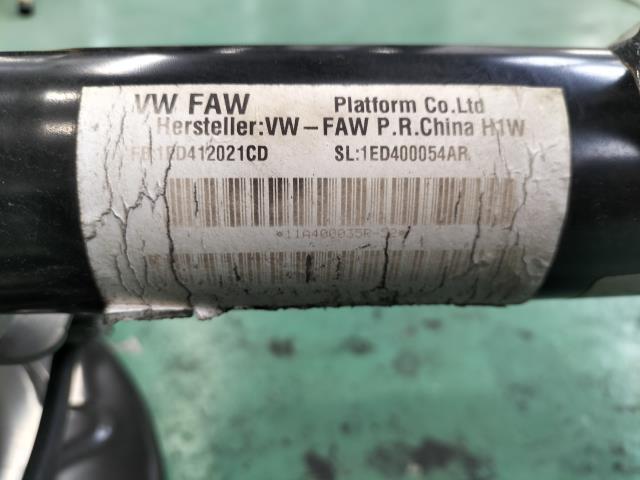 VW FAW Platform Co.Ltd
Hersteller:VW-FAW P.R.China H1W
SL:1ED400054AR